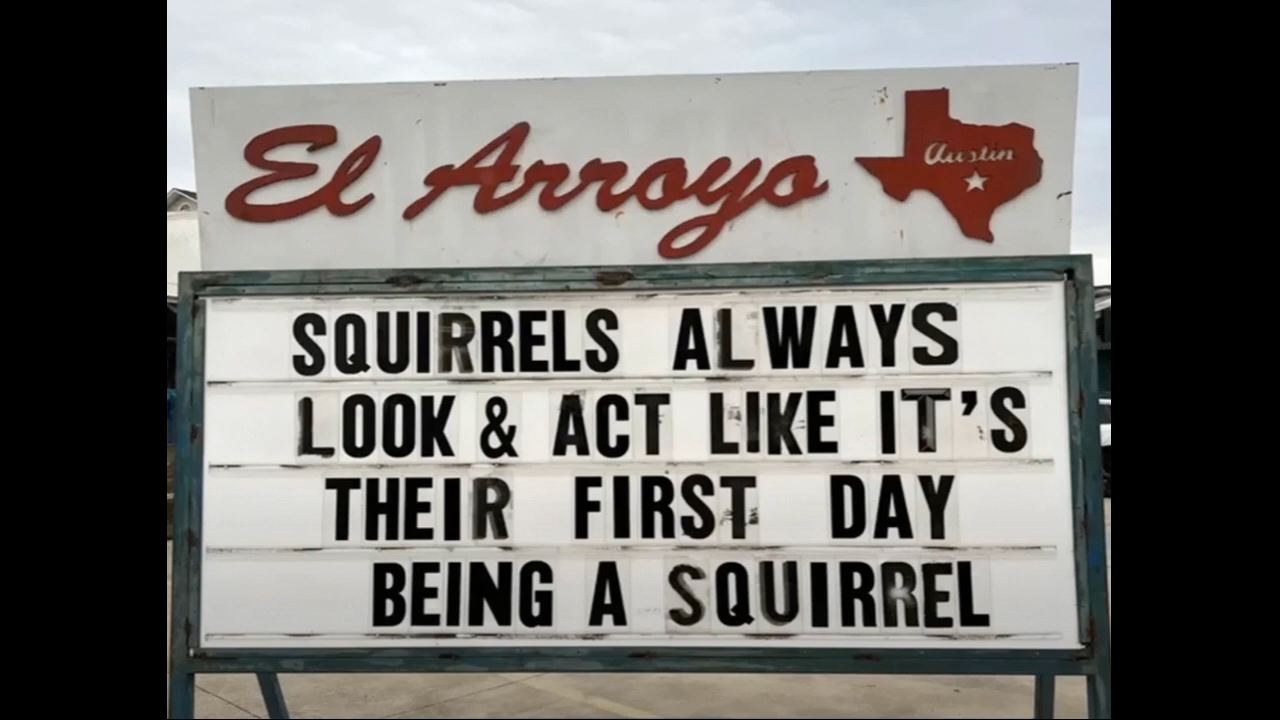 El Arroyo
Austin
SQUIRRELS ALWAYS
LOOK & ACT LIKE IT'S
THEIR FIRST DAY
BEING A SQUIRREL